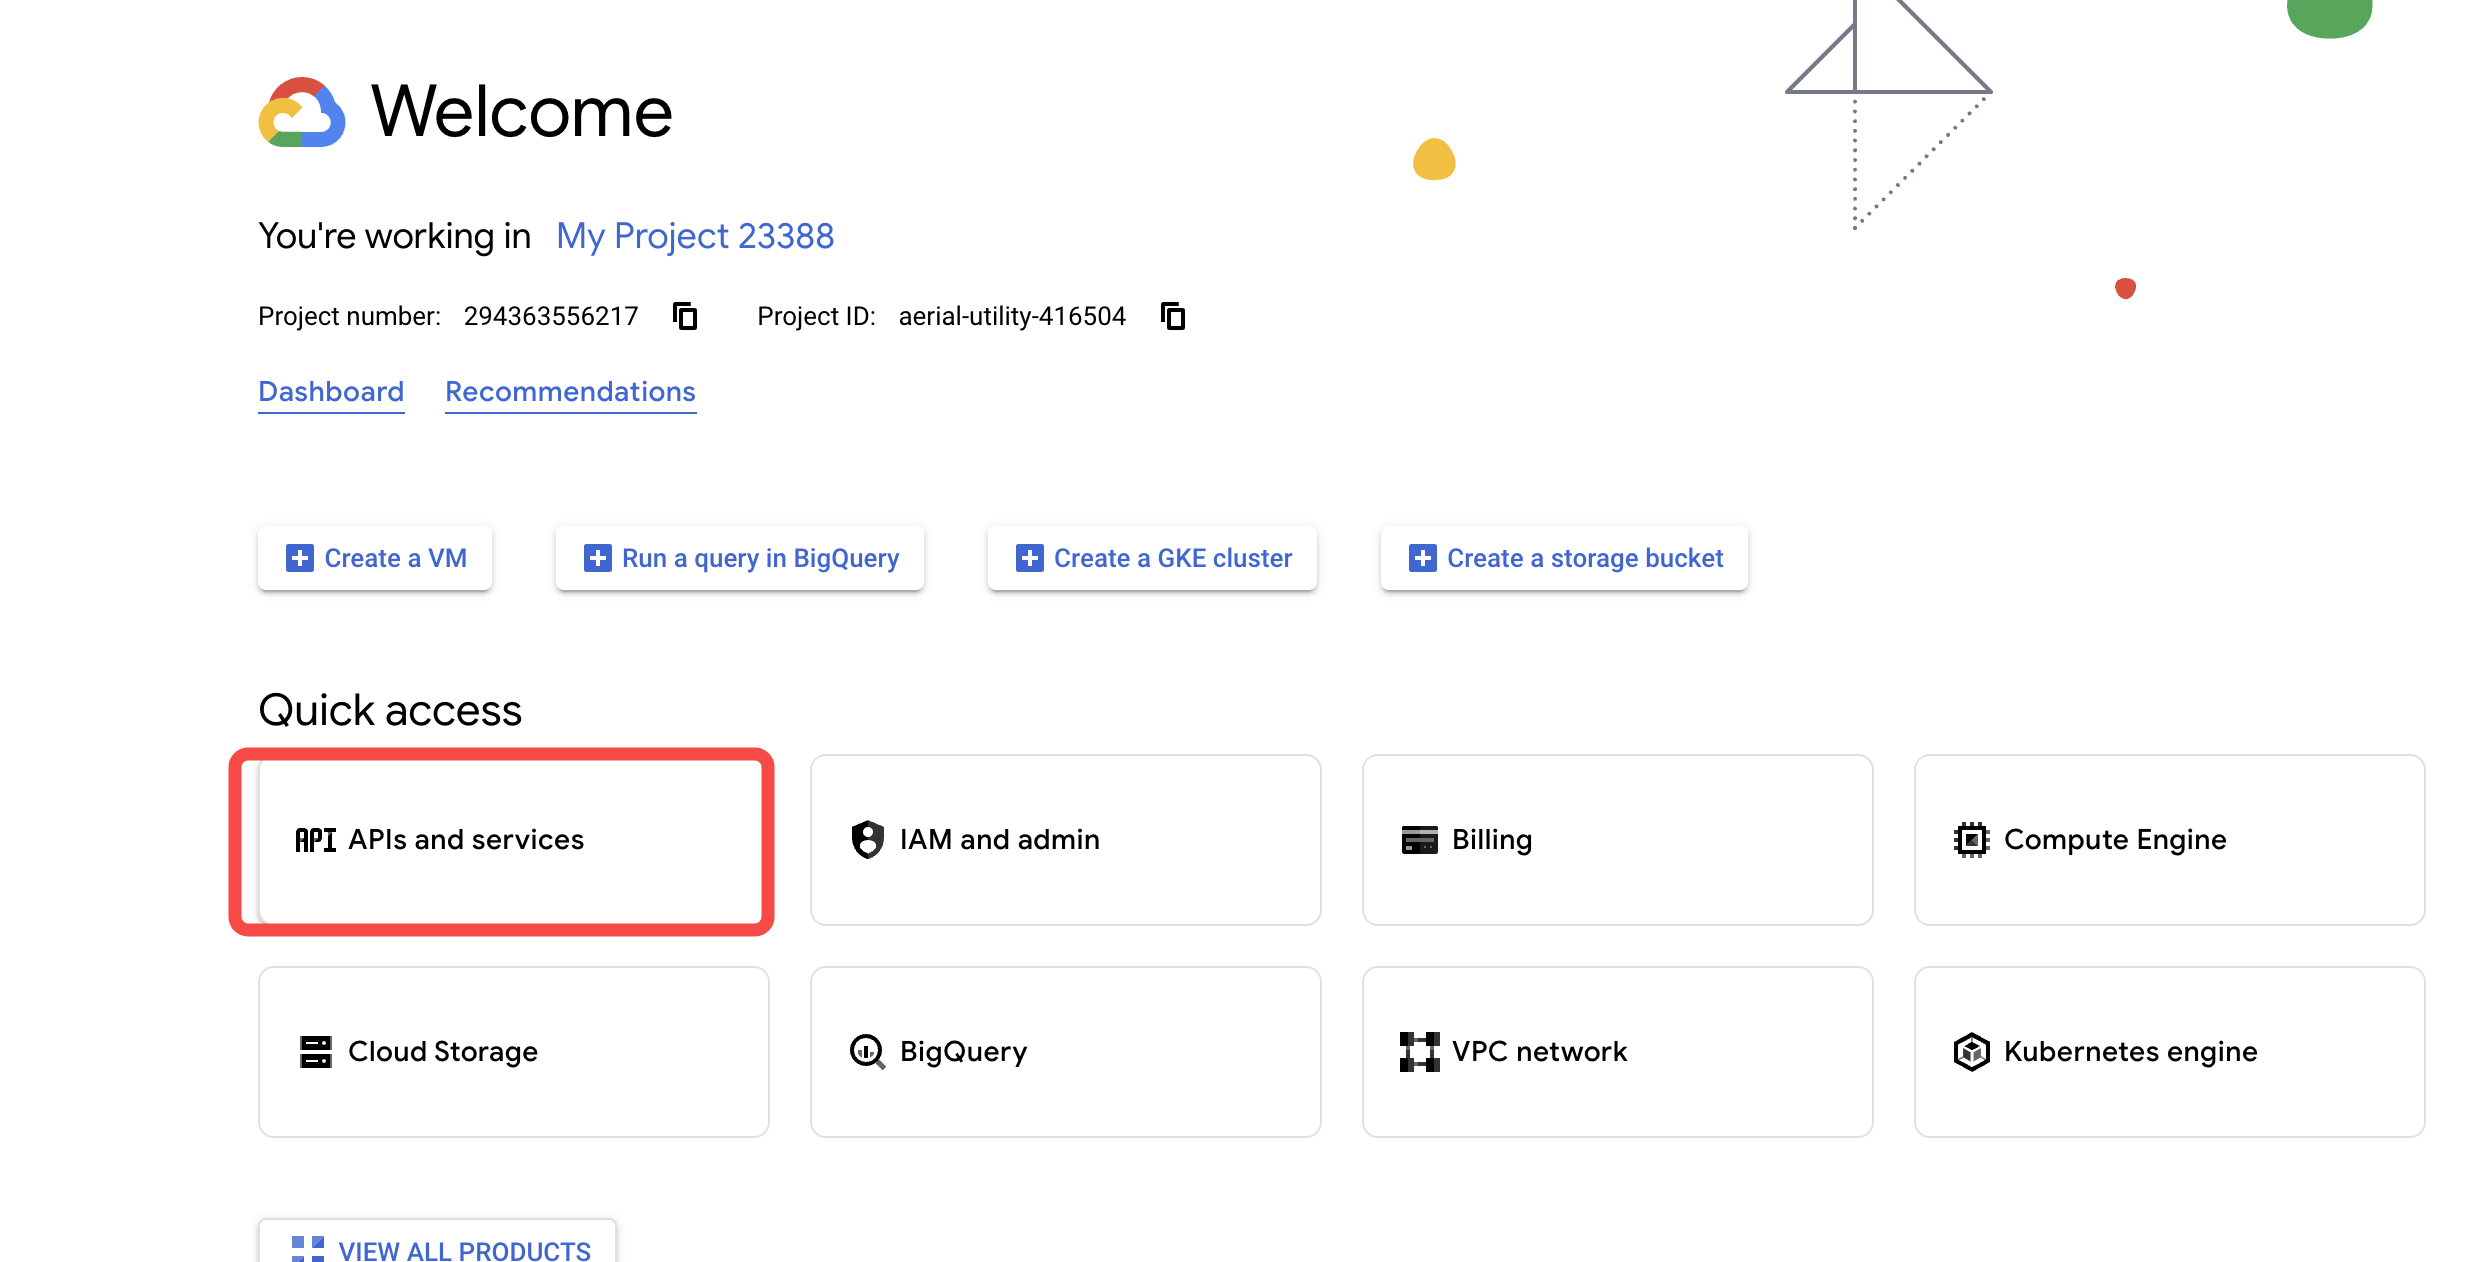 Welcome
You're working in My Project 23388
Project number: 294363556217 Project ID: aerial-utility-416504
Dashboard Recommendations
Create a VM Run a query in BigQuery Create a GKE cluster Create a storage bucket
Quick access
API APIs and services IAM and admin Billing Compute Engine
Cloud Storage BigQuery VPC network Kubernetes engine
VIEW ALL PRODUCTS